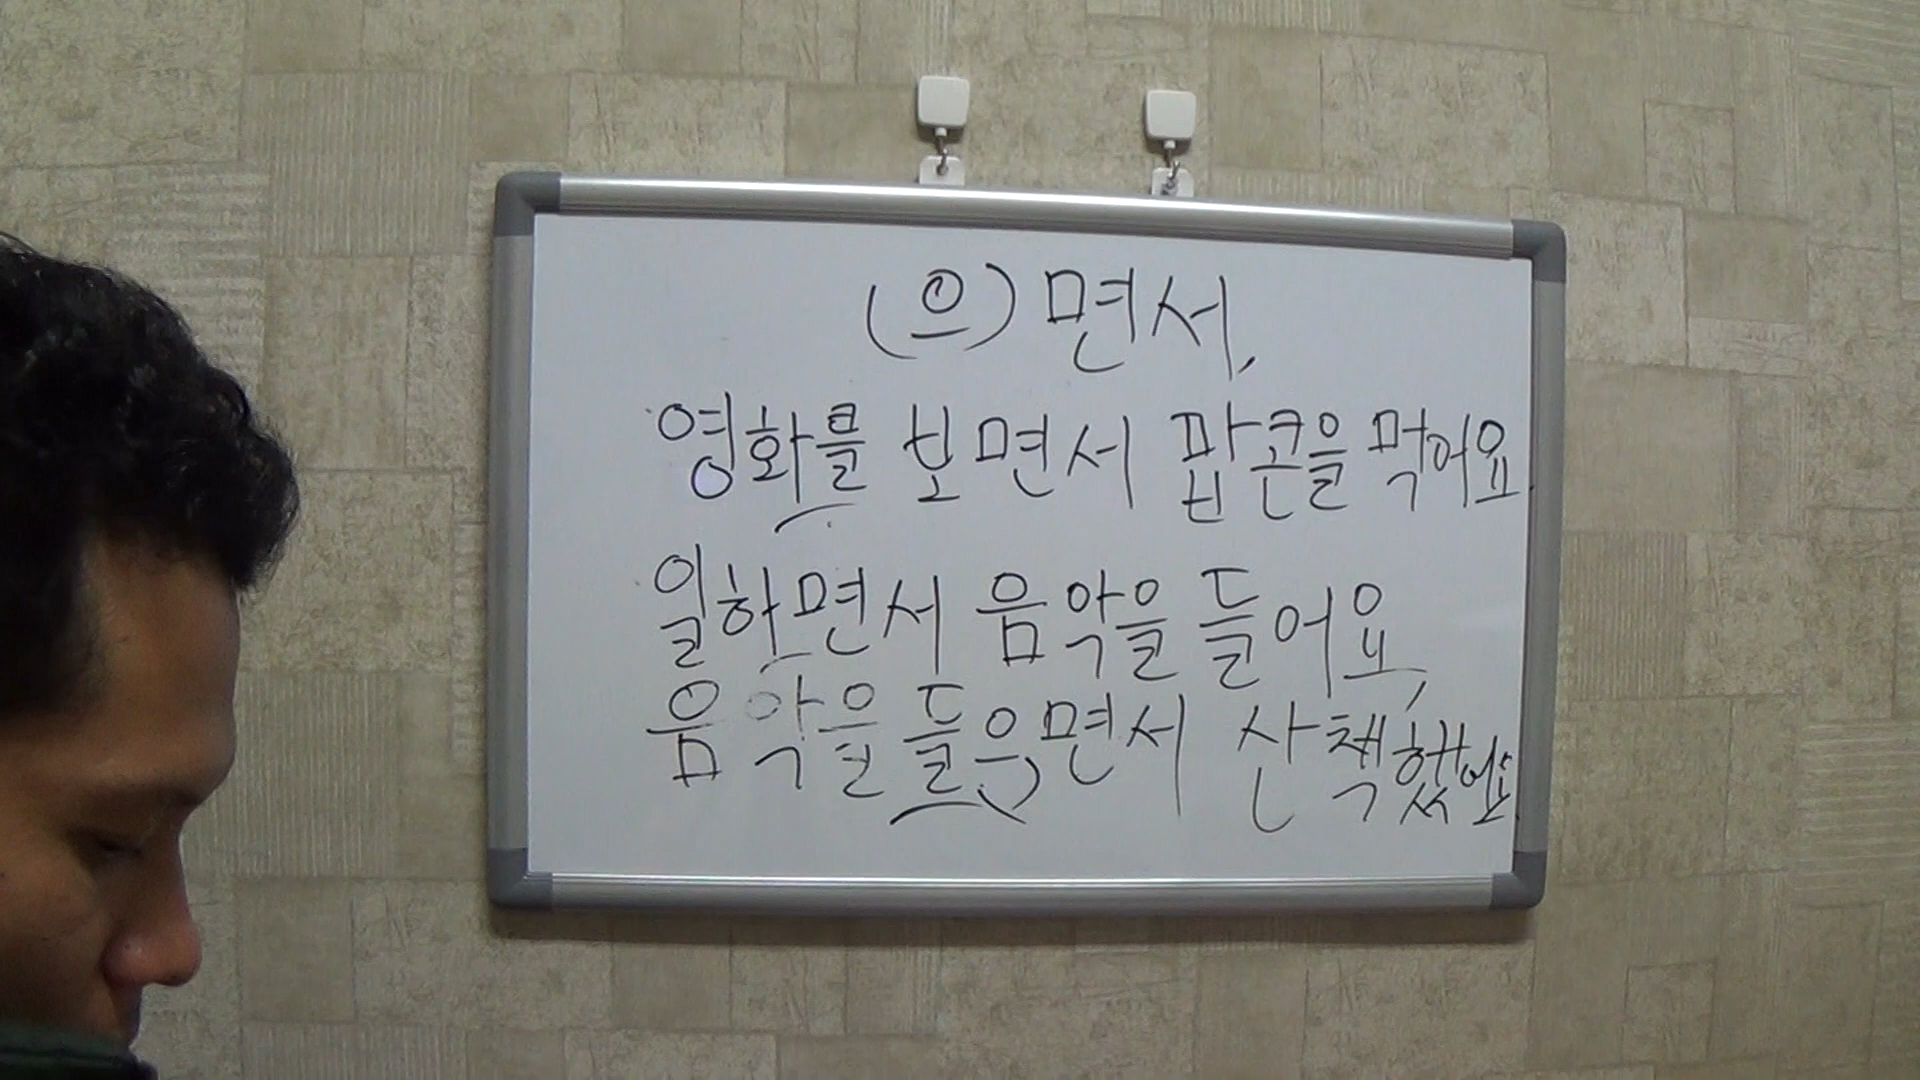 (으)면서,
영화를 보면서 팝콘을 먹어요.
일하면서 음악을 들어요,
음악을 들으면서 산책했어요.